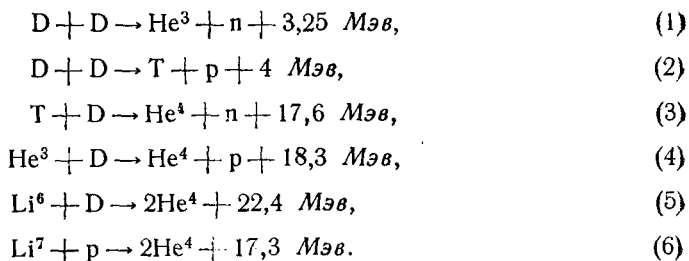 D + D → He³ + n + 3,25 Мэв, (1)
D + D → T + p + 4 Мэв, (2)
T + D → He⁴ + n + 17,6 Мэв, (3)
He³ + D → He⁴ + p + 18,3 Мэв, (4)
Li⁶ + D → 2He⁴ + 22,4 Мэв, (5)
Li⁷ + p → 2He⁴ + 17,3 Мэв. (6)